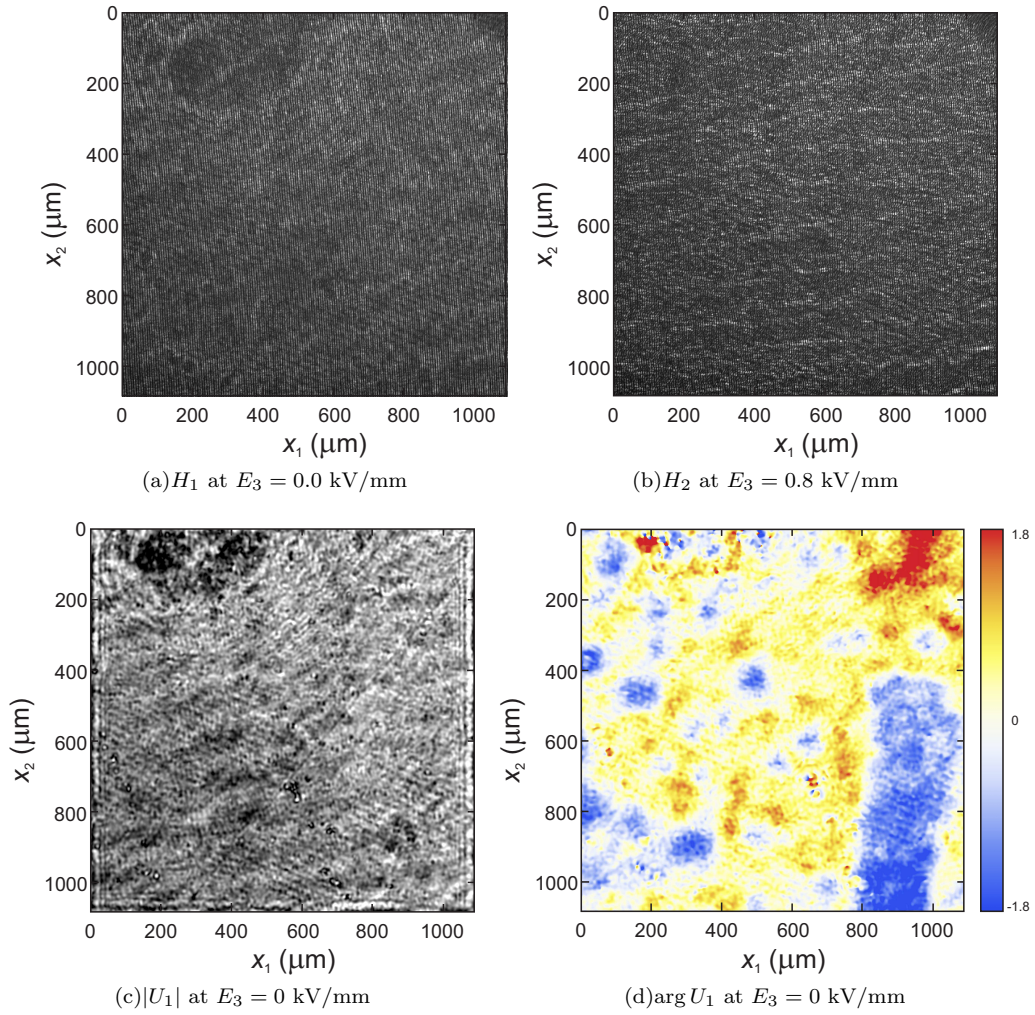 0
200
400
600
800
1000
x₂ (μm)
0 200 400 600 800 1000
x₁ (μm)
(a)H₁ at E₃ = 0.0 kV/mm
0
200
400
600
800
1000
x₂ (μm)
0 200 400 600 800 1000
x₁ (μm)
(b)H₂ at E₃ = 0.8 kV/mm
0
200
400
600
800
1000
x₂ (μm)
0 200 400 600 800 1000
x₁ (μm)
(c)|U₁| at E₃ = 0 kV/mm
0
200
400
600
800
1000
x₂ (μm)
0 200 400 600 800 1000
x₁ (μm)
1.8
0
-1.8
(d)arg U₁ at E₃ = 0 kV/mm